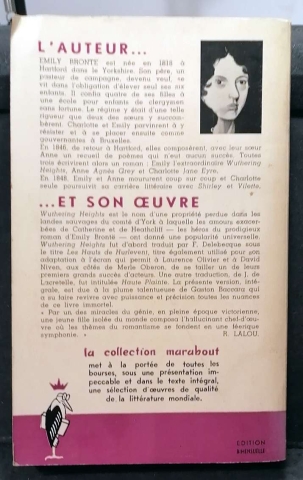 L'AUTEUR...
EMILY BRONTE est née en 1818 à
Hartford dans le Yorkshire. Son père, un
pasteur de campagne, devenu veuf, se
vit dans l'obligation d'élever seul ses six
enfants. Il confia quatre de ses filles à
une école pour enfants de clergymen
sans fortune. Le régime y était d'une telle
rigueur que deux des sœurs y succom-
bèrent. Charlotte et Emily parvinrent à y
résister et à se placer ensuite comme
gouvernantes à Bruxelles.
En 1846, de retour à Hartford, elles composèrent, avec leur sœur
Anne un recueil de poèmes qui n'eut aucun succès. Toutes
trois écrivirent alors un roman : Emily l'extraordinaire Wuthering
Heights, Anne Agnès Grey et Charlotte Jane Eyre.
En 1848, Emily et Anne moururent coup sur coup et Charlotte
seule poursuivit sa carrière littéraire avec Shirley et Vilette.
...ET SON ŒUVRE
Wuthering Heights est le nom d'une propriété perdue dans les
landes sauvages du comté d'York à laquelle les amours exacer-
bées de Catherine et de Heathcliff — les héros du prodigieux
roman d'Emily Brontë — ont donné une popularité universelle.
Wuthering Heights fut d'abord traduit par F. Delebecque sous
le titre Les Hauts de Hurlevent, titre également utilisé pour son
adaptation à l'écran qui permit à Laurence Olivier et à David
Niven, aux côtés de Merle Oberon, de se tailler un de leurs
premiers grands succès d'acteurs. Une autre traduction, de J. de
Lacretelle, fut intitulée Haute Plainte. La présente version, inté-
grale, est due à la plume talentueuse de Gaston Baccara qui
a su faire revivre avec puissance et précision toutes les nuances
de ce livre immortel.
« Par un des miracles du génie, en pleine époque victorienne,
une jeune fille isolée du monde composa l'hallucinant chef-d'œu-
vre où les thèmes du romantisme se fondent en une féerique
symphonie. »
R. LALOU.
la collection marabout
met à la portée de toutes les
bourses, sous une présentation im-
peccable et dans le texte intégral,
une sélection d'œuvres de qualité
de la littérature mondiale.
EDITION